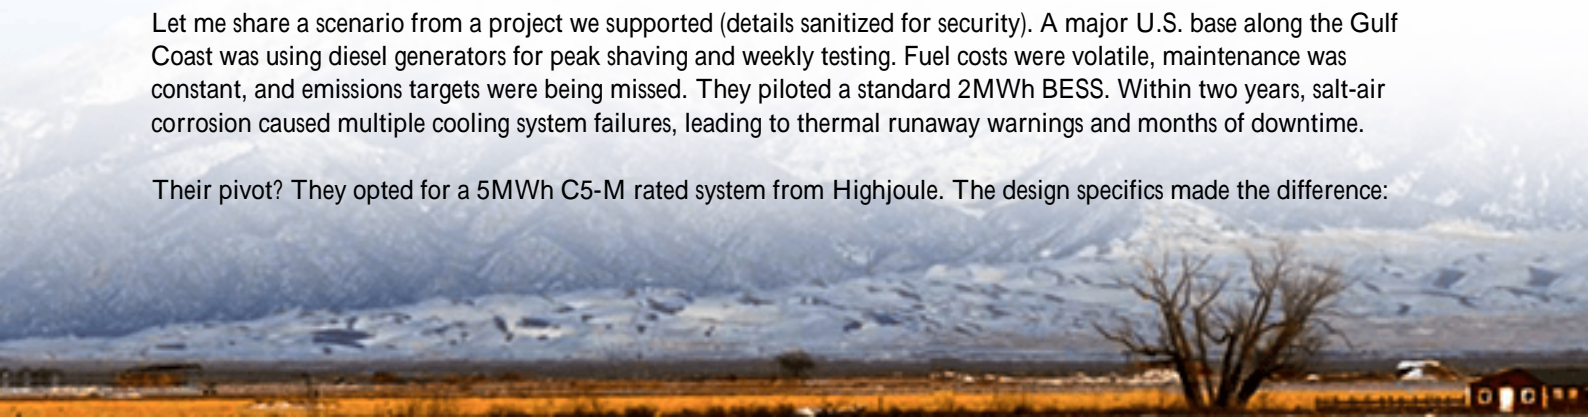 Let me share a scenario from a project we supported (details sanitized for security). A major U.S. base along the Gulf
Coast was using diesel generators for peak shaving and weekly testing. Fuel costs were volatile, maintenance was
constant, and emissions targets were being missed. They piloted a standard 2MWh BESS. Within two years, salt-air
corrosion caused multiple cooling system failures, leading to thermal runaway warnings and months of downtime.
Their pivot? They opted for a 5MWh C5-M rated system from Highjoule. The design specifics made the difference: